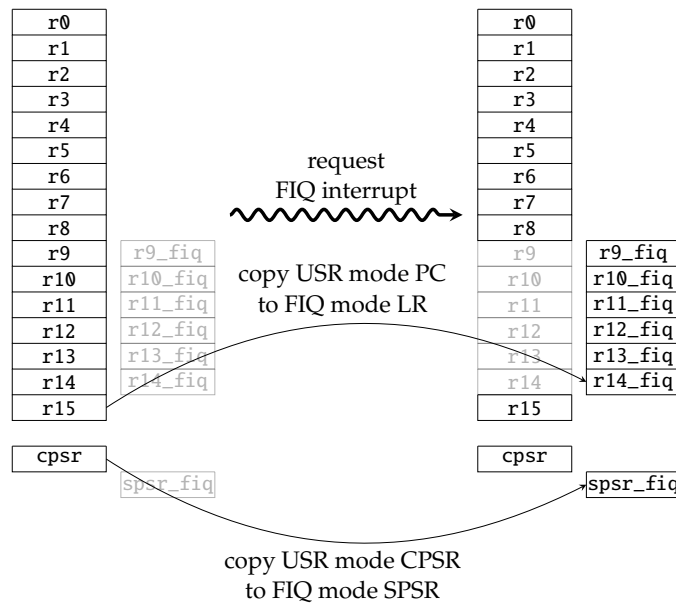 r0
r1
r2
r3
r4
r5
r6
r7
r8
r9
r10
r11
r12
r13
r14
r15
cpsr
r9_fiq
r10_fiq
r11_fiq
r12_fiq
r13_fiq
r14_fiq
spsr_fiq
request
FIQ interrupt
copy USR mode PC
to FIQ mode LR
copy USR mode CPSR
to FIQ mode SPSR
r0
r1
r2
r3
r4
r5
r6
r7
r8
r9
r10
r11
r12
r13
r14
r15
cpsr
r9_fiq
r10_fiq
r11_fiq
r12_fiq
r13_fiq
r14_fiq
spsr_fiq